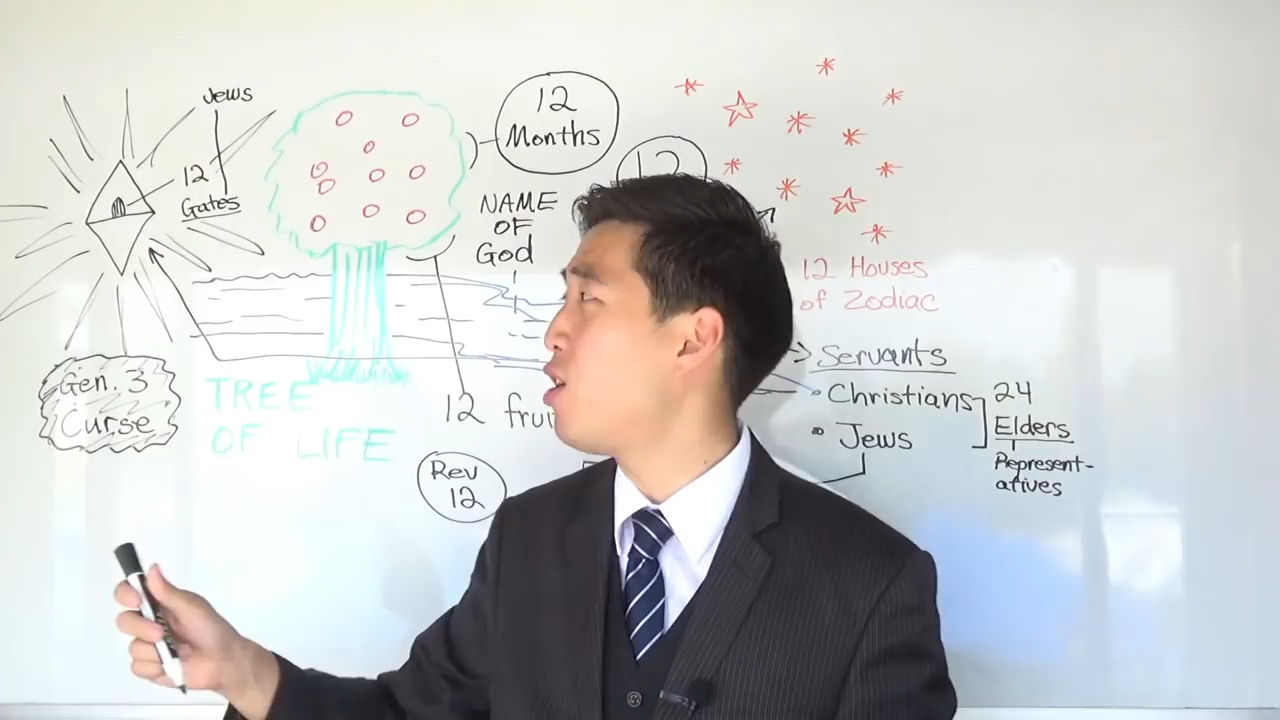 Jews
12
Gates
12
Months
12
NAME
OF
God
12 Houses
of Zodiac
Servants
• Christians
• Jews
24
Elders
Represent-
atives
Gen. 3
Curse
TREE
OF LIFE
12
Rev
12